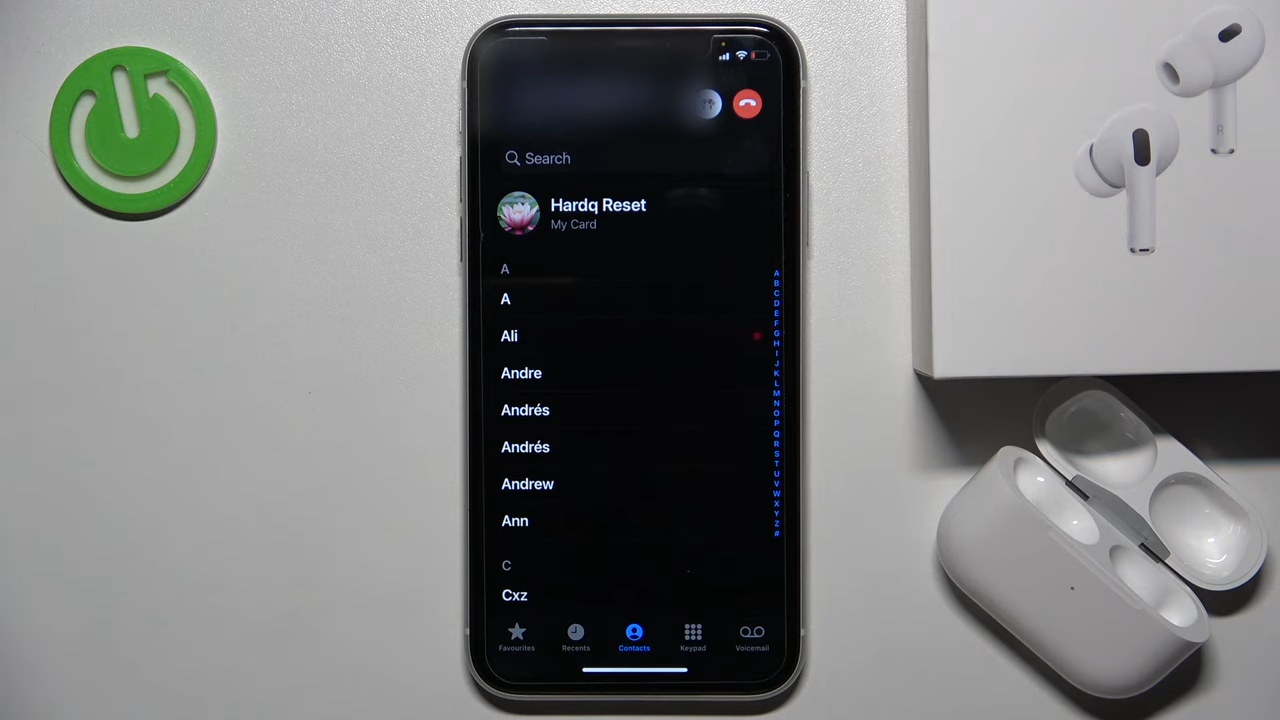 Search
Hardq Reset
My Card
A
A
Ali
Andre
Andrés
Andrés
Andrew
Ann
C
Cxz
A
B
C
D
E
F
G
H
I
J
K
L
M
N
O
P
Q
R
S
T
U
V
W
X
Y
Z
#
Favourites
Recents
Contacts
Keypad
Voicemail
R